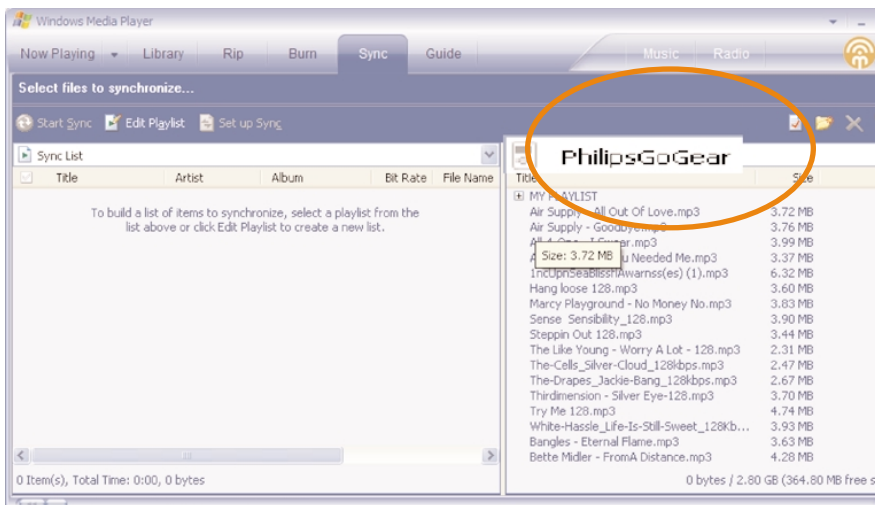 Windows Media Player
Now Playing Library Rip Burn Sync Guide Music Radio
Select files to synchronize...
Start Sync Edit Playlist Set up Sync
Sync List
Title Artist Album Bit Rate File Name
To build a list of items to synchronize, select a playlist from the
list above or click Edit Playlist to create a new list.
0 Item(s), Total Time: 0:00, 0 bytes
PhilipsGoGear
Title Size
MY PLAYLIST
Air Supply - All Out Of Love.mp3 3.72 MB
Air Supply - Goodbye.mp3 3.76 MB
All-4-One - I Swear.mp3 3.99 MB
Size: 3.72 MB
u Needed Me.mp3 3.37 MB
6.32 MB
Hang loose 128.mp3 3.60 MB
Marcy Playground - No Money No.mp3 3.83 MB
Sense Sensibility_128.mp3 3.90 MB
Steppin Out 128.mp3 3.44 MB
The Like Young - Worry A Lot - 128.mp3 2.31 MB
The-Cells_Silver-Cloud_128kbps.mp3 2.47 MB
The-Drapes_Jackie-Bang_128kbps.mp3 2.67 MB
Thirdimension - Silver Eye-128.mp3 3.70 MB
Try Me 128.mp3 4.74 MB
White-Hassle_Life-Is-Still-Sweet_128Kb... 3.93 MB
Bangles - Eternal Flame.mp3 3.63 MB
Bette Midler - FromA Distance.mp3 4.28 MB
0 bytes / 2.80 GB (364.80 MB free s